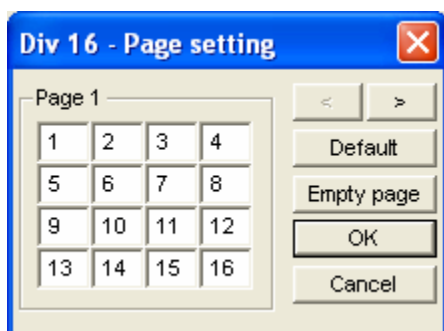 Div 16 - Page setting
Page 1
< >
1 2 3 4
Default
5 6 7 8
Empty page
9 10 11 12
OK
13 14 15 16
Cancel